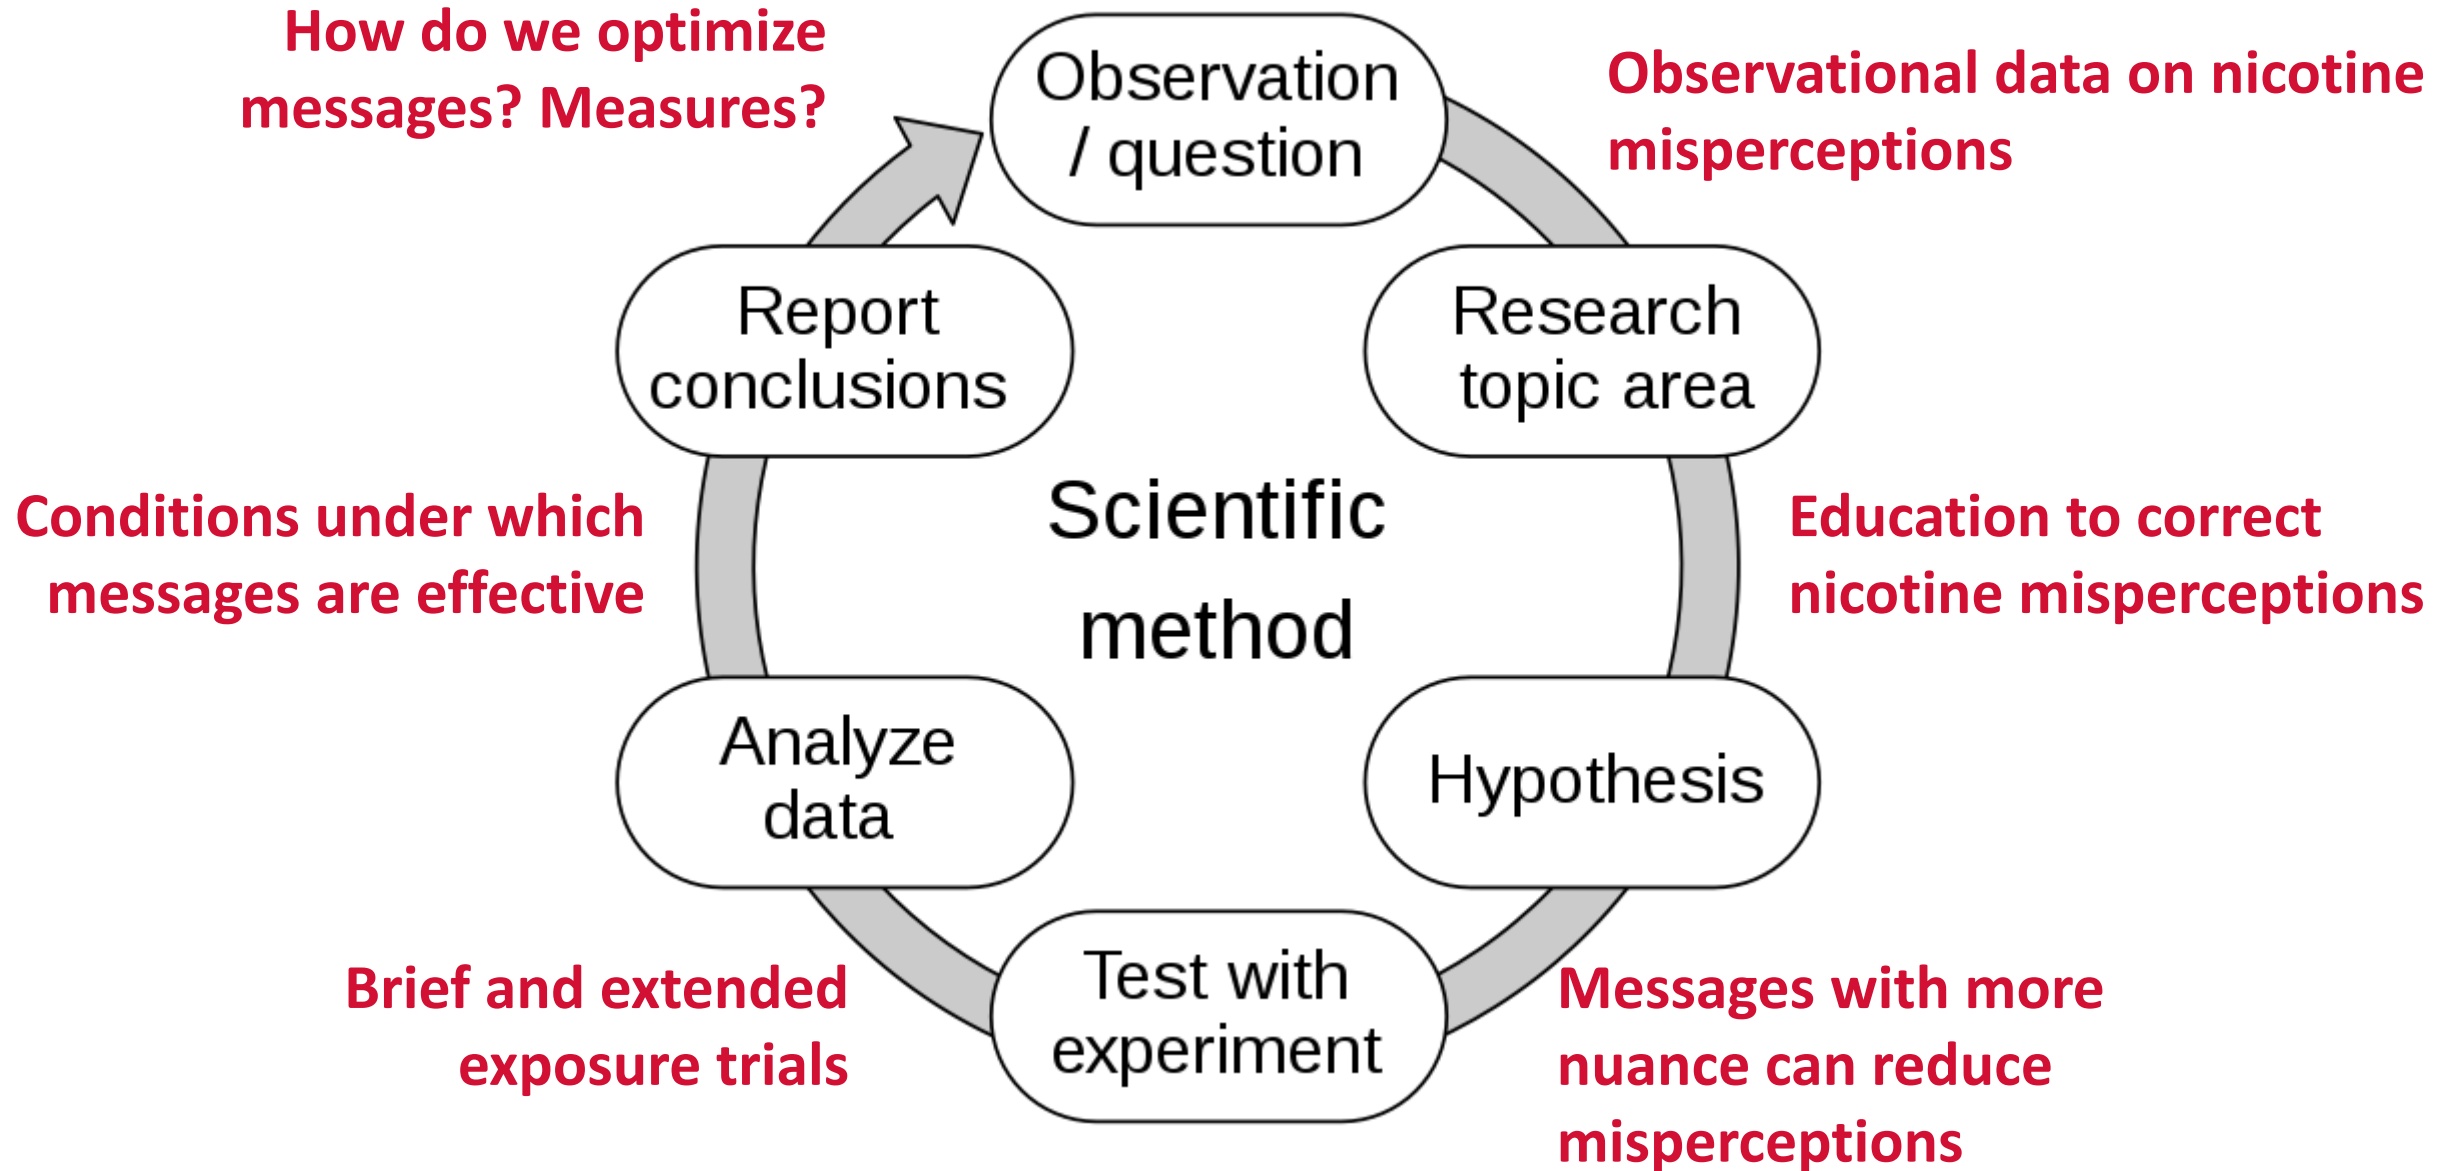 How do we optimize
messages? Measures?
Observation
/ question
Observational data on nicotine
misperceptions
Report
conclusions
Research
topic area
Scientific
method
Conditions under which
messages are effective
Education to correct
nicotine misperceptions
Analyze
data
Hypothesis
Brief and extended
exposure trials
Test with
experiment
Messages with more
nuance can reduce
misperceptions